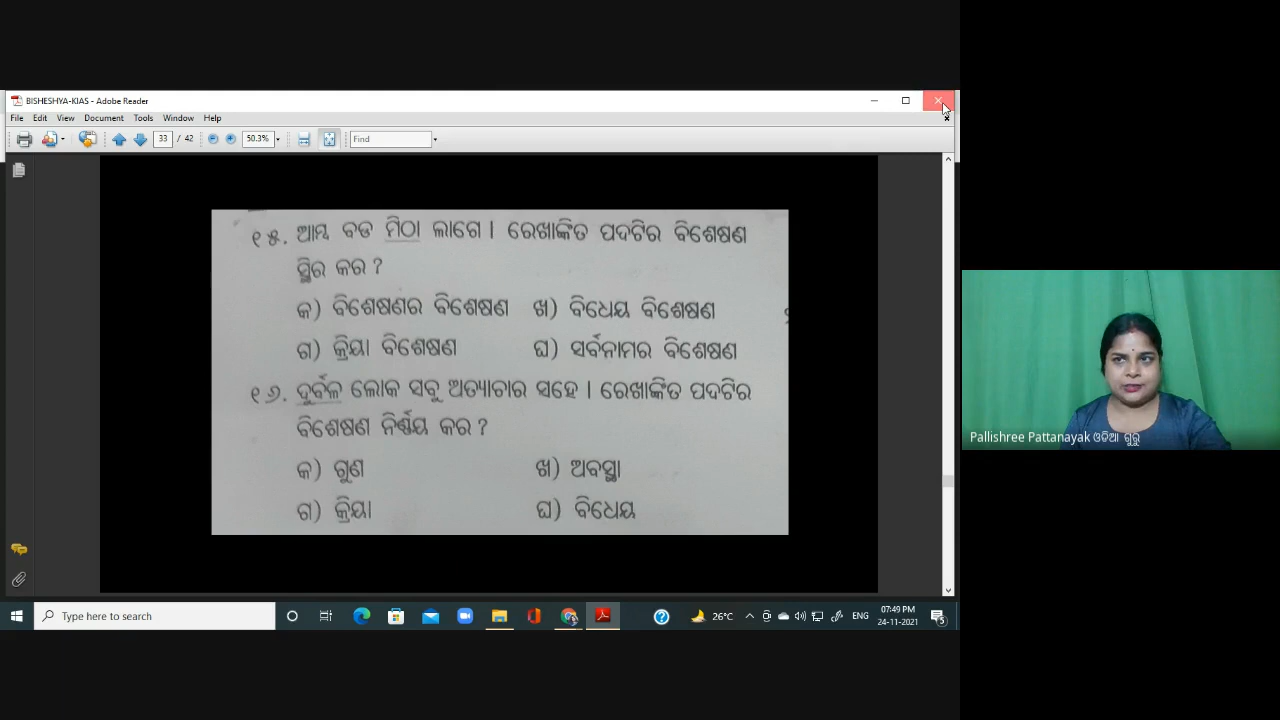 BISHESHYA-KIAS - Adobe Reader
File Edit View Document Tools Window Help
33 / 42 50.3% Find
୧୫. ଆମ୍ଭ ବଡ ମିଠା ଲାଗେ । ରେଖାଙ୍କିତ ପଦଟିର ବିଶେଷଣ
ସ୍ଥିର କର ?
କ) ବିଶେଷଣର ବିଶେଷଣ ଖ) ବିଧେୟ ବିଶେଷଣ
ଗ) କ୍ରିୟା ବିଶେଷଣ ଘ) ସର୍ବନାମର ବିଶେଷଣ
୧୬. ଦୁର୍ବଳ ଲୋକ ସବୁ ଅତ୍ୟାଚାର ସହେ । ରେଖାଙ୍କିତ ପଦଟିର
ବିଶେଷଣ ନିର୍ଣ୍ଣୟ କର ?
କ) ଗୁଣ ଖ) ଅବସ୍ଥା
ଗ) କ୍ରିୟା ଘ) ବିଧେୟ
Pallishree Pattanayak ଓଡିଆ ଗୁରୁ
Type here to search
26°C ENG 07:49 PM
24-11-2021 5